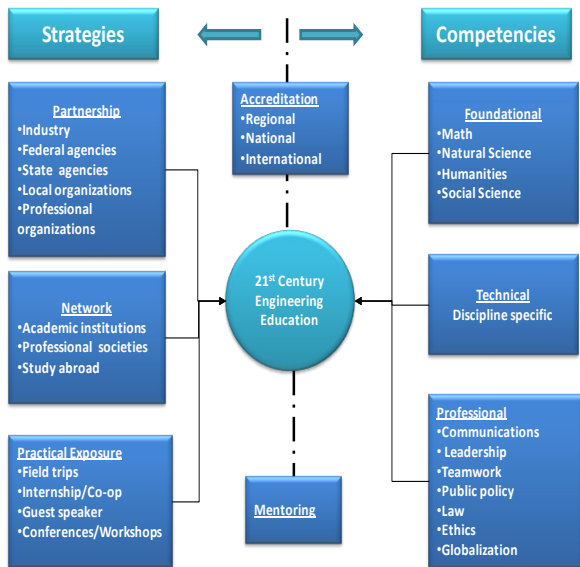 Strategies
Competencies
Partnership
•Industry
•Federal agencies
•State agencies
•Local organizations
•Professional
organizations
Accreditation
•Regional
•National
•International
Foundational
•Math
•Natural Science
•Humanities
•Social Science
Network
•Academic institutions
•Professional societies
•Study abroad
21st Century
Engineering
Education
Technical
Discipline specific
Practical Exposure
•Field trips
•Internship/Co-op
•Guest speaker
•Conferences/Workshops
Mentoring
Professional
•Communications
• Leadership
•Teamwork
•Public policy
•Law
•Ethics
•Globalization